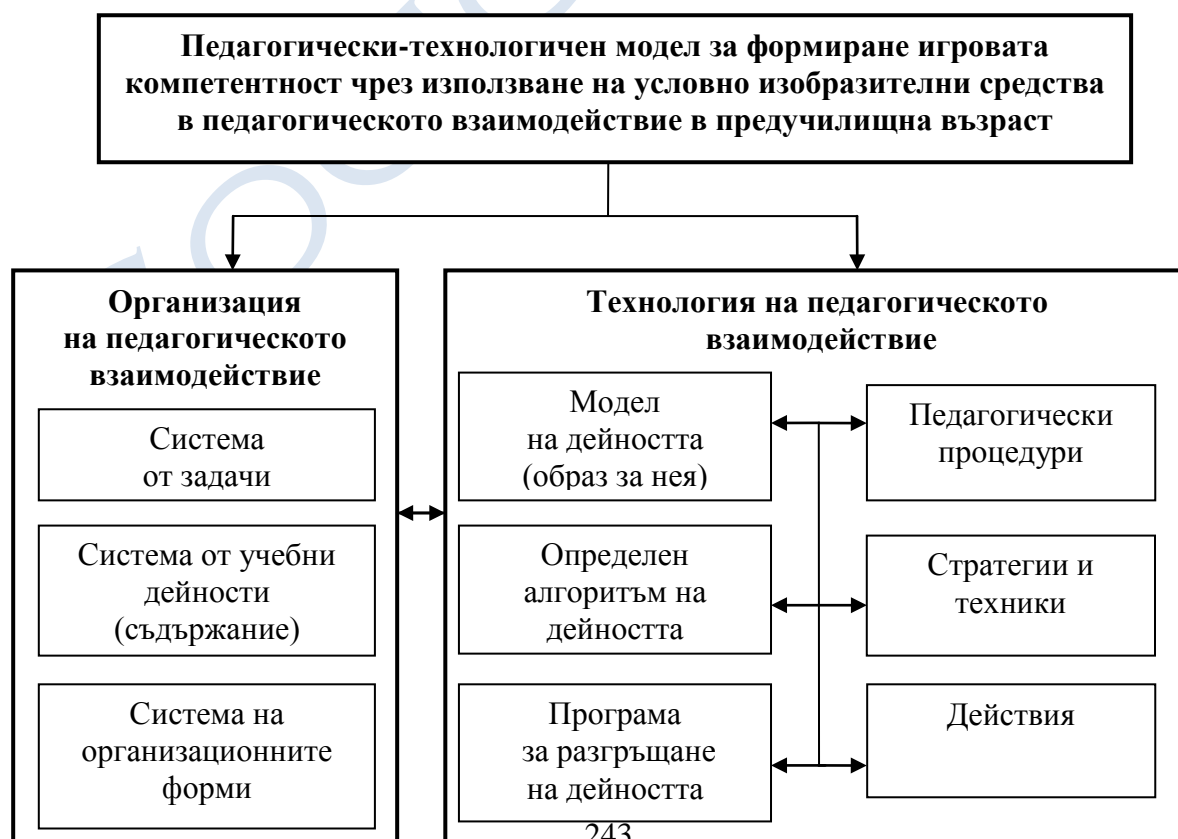 Педагогически-технологичен модел за формиране игровата
компетентност чрез използване на условно изобразителни средства
в педагогическото взаимодействие в предучилищна възраст
Организация
на педагогическото
взаимодействие
Система
от задачи
Система от учебни
дейности
(съдържание)
Система на
организационните
форми
Технология на педагогическото
взаимодействие
Модел
на дейността
(образ за нея)
Педагогически
процедури
Определен
алгоритъм на
дейността
Стратегии и
техники
Програма
за разгръщане
на дейността
Действия
243